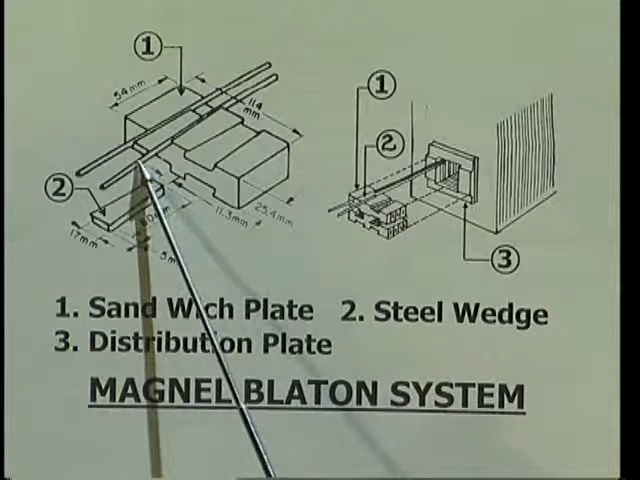 1
54mm
114
mm
2
17mm
11.3mm
25.4mm
1
2
3
1. Sand Wich Plate 2. Steel Wedge
3. Distribution Plate
MAGNEL BLATON SYSTEM